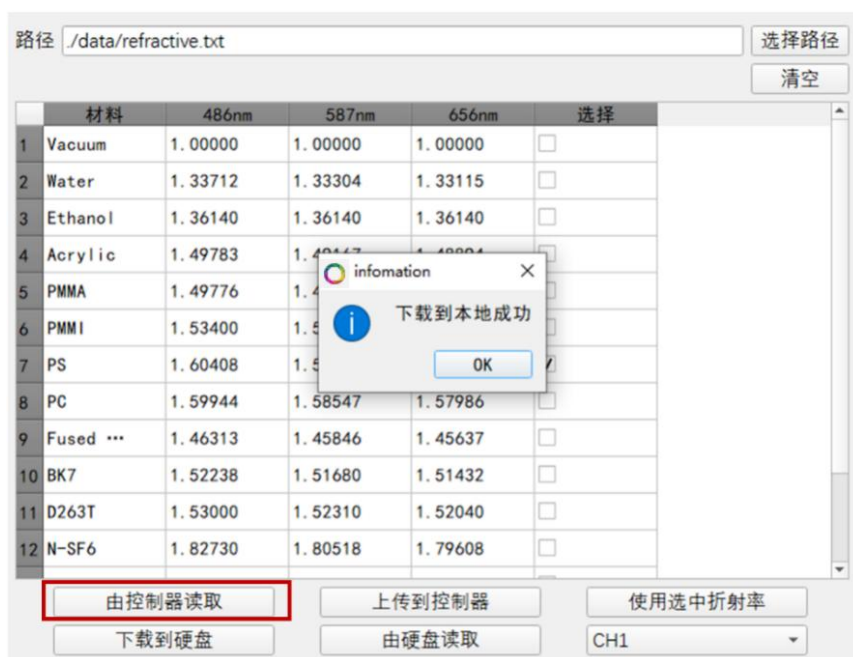 路径 ./data/refractive.txt 选择路径
清空
材料 486nm 587nm 656nm 选择
1 Vacuum 1.00000 1.00000 1.00000
2 Water 1.33712 1.33304 1.33115
3 Ethanol 1.36140 1.36140 1.36140
4 Acrylic 1.49783
5 PMMA 1.49776
6 PMMI 1.53400
7 PS 1.60408
infomation
下载到本地成功
OK
8 PC 1.59944 1.58547 1.57986
9 Fused ··· 1.46313 1.45846 1.45637
10 BK7 1.52238 1.51680 1.51432
11 D263T 1.53000 1.52310 1.52040
12 N-SF6 1.82730 1.80518 1.79608
由控制器读取 上传到控制器 使用选中折射率
下载到硬盘 由硬盘读取 CH1